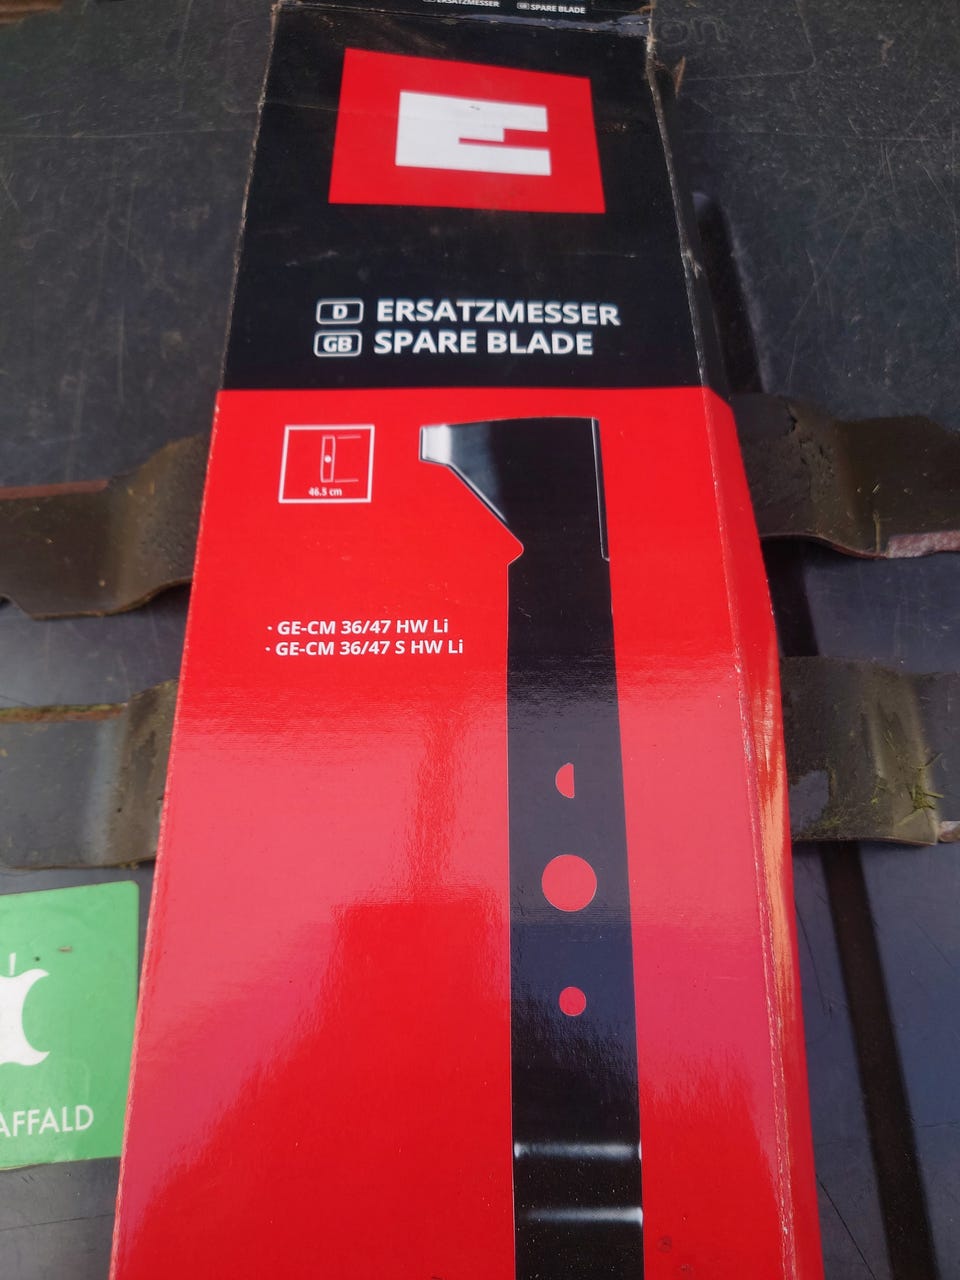 ERSATZMESSER
GB SPARE BLADE
D ERSATZMESSER
GB SPARE BLADE
46.5 cm
· GE-CM 36/47 HW Li
· GE-CM 36/47 S HW Li
AFFALD